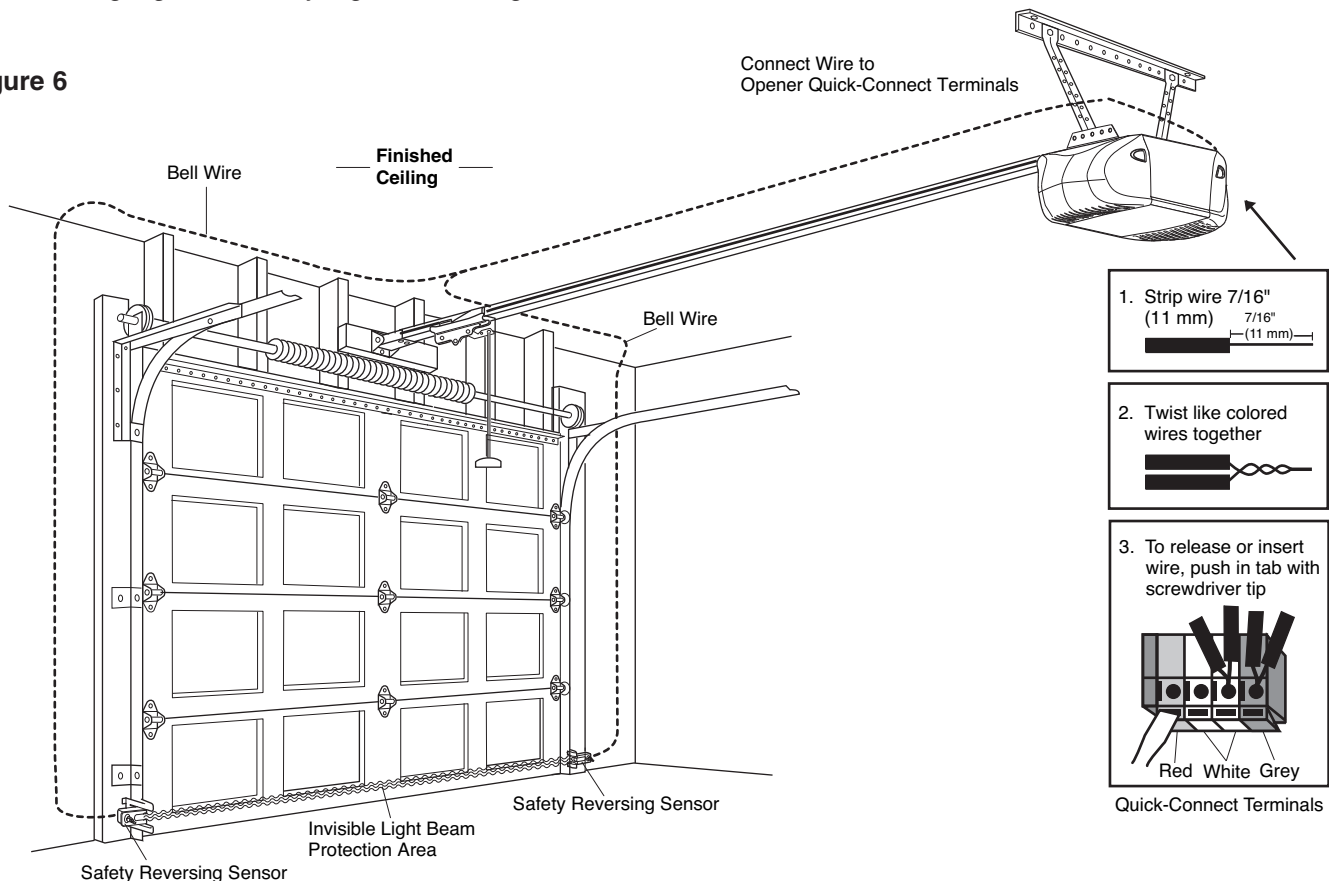 gure 6
Connect Wire to
Opener Quick-Connect Terminals
Bell Wire
Finished
Ceiling
Bell Wire
1. Strip wire 7/16"
(11 mm)
7/16"
(11 mm)
2. Twist like colored
wires together
3. To release or insert
wire, push in tab with
screwdriver tip
Red White Grey
Quick-Connect Terminals
Safety Reversing Sensor
Invisible Light Beam
Protection Area
Safety Reversing Sensor